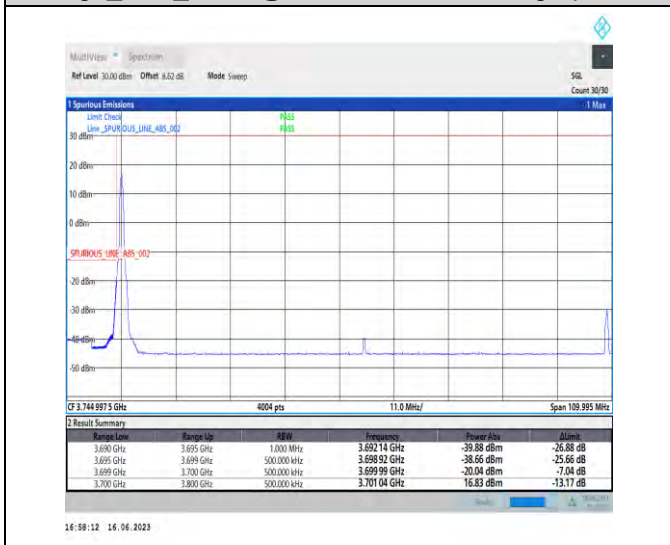 MultiView Spectrum
Ref Level 30.00 dBm Offset 8.62 dB Mode Sweep SGL
Count 30/30
1 Spurious Emissions 1 Max
Limit Check PASS
Line _SPURIOUS_LINE_ABS_002 PASS
30 dBm
20 dBm
10 dBm
0 dBm
_SPURIOUS_LINE_ABS_002
-20 dBm
-30 dBm
-40 dBm
-50 dBm
CF 3.744 997 5 GHz 4004 pts 11.0 MHz/ Span 109.995 MHz
2 Result Summary
Range Low Range Up RBW Frequency Power Abs ΔLimit
3.690 GHz 3.695 GHz 1.000 MHz 3.692 14 GHz -39.88 dBm -26.88 dB
3.695 GHz 3.699 GHz 500.000 kHz 3.698 92 GHz -38.66 dBm -25.66 dB
3.699 GHz 3.700 GHz 500.000 kHz 3.699 99 GHz -20.04 dBm -7.04 dB
3.700 GHz 3.800 GHz 500.000 kHz 3.701 04 GHz 16.83 dBm -13.17 dB
16:58:12 16.06.2023